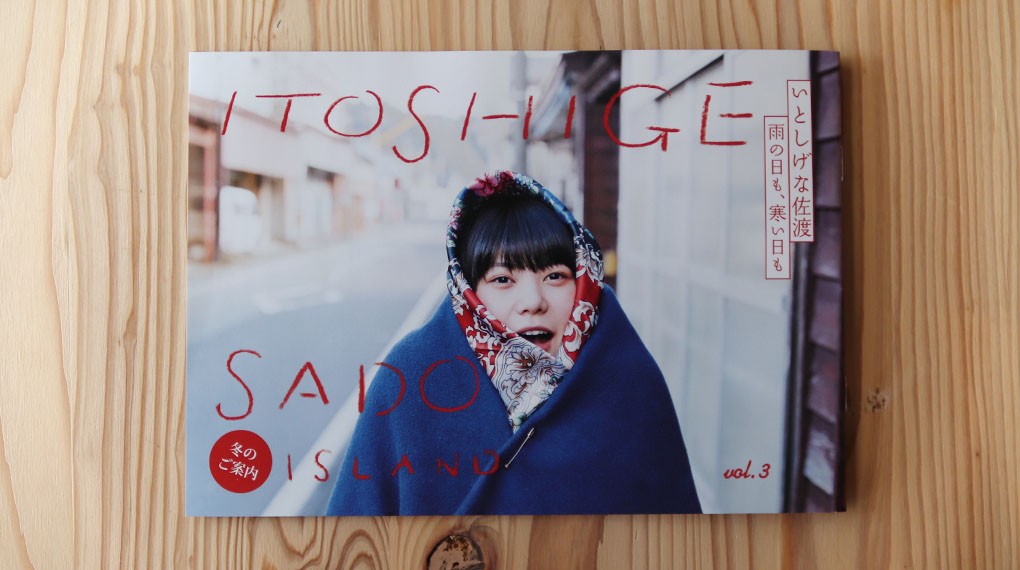 ITOSHIGE
いとしげな佐渡
雨の日も、寒い日も
SADO
ISLAND
冬の
ご案内
vol.3